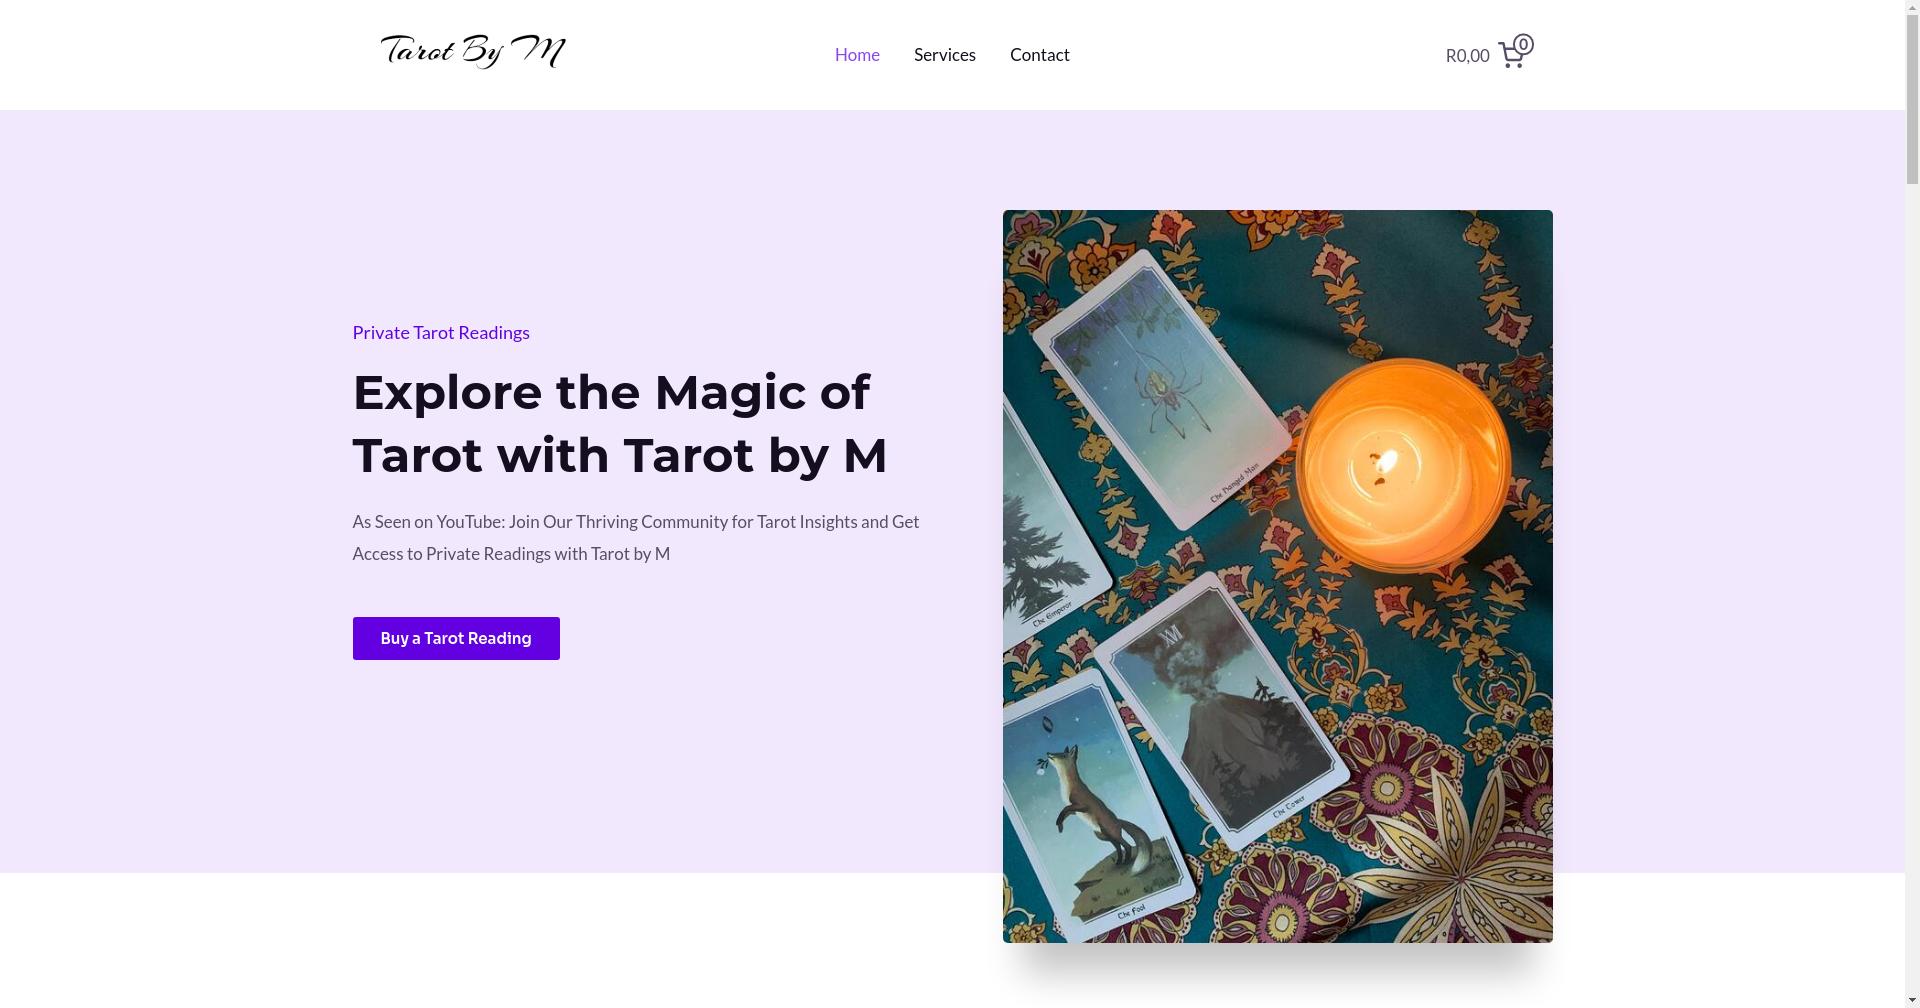 Tarot By M
Home
Services
Contact
R0,00
0
Private Tarot Readings
Explore the Magic of
Tarot with Tarot by M
As Seen on YouTube: Join Our Thriving Community for Tarot Insights and Get
Access to Private Readings with Tarot by M
Buy a Tarot Reading
The Hanged Man
The Emperor
XVI
The Tower
The Fool